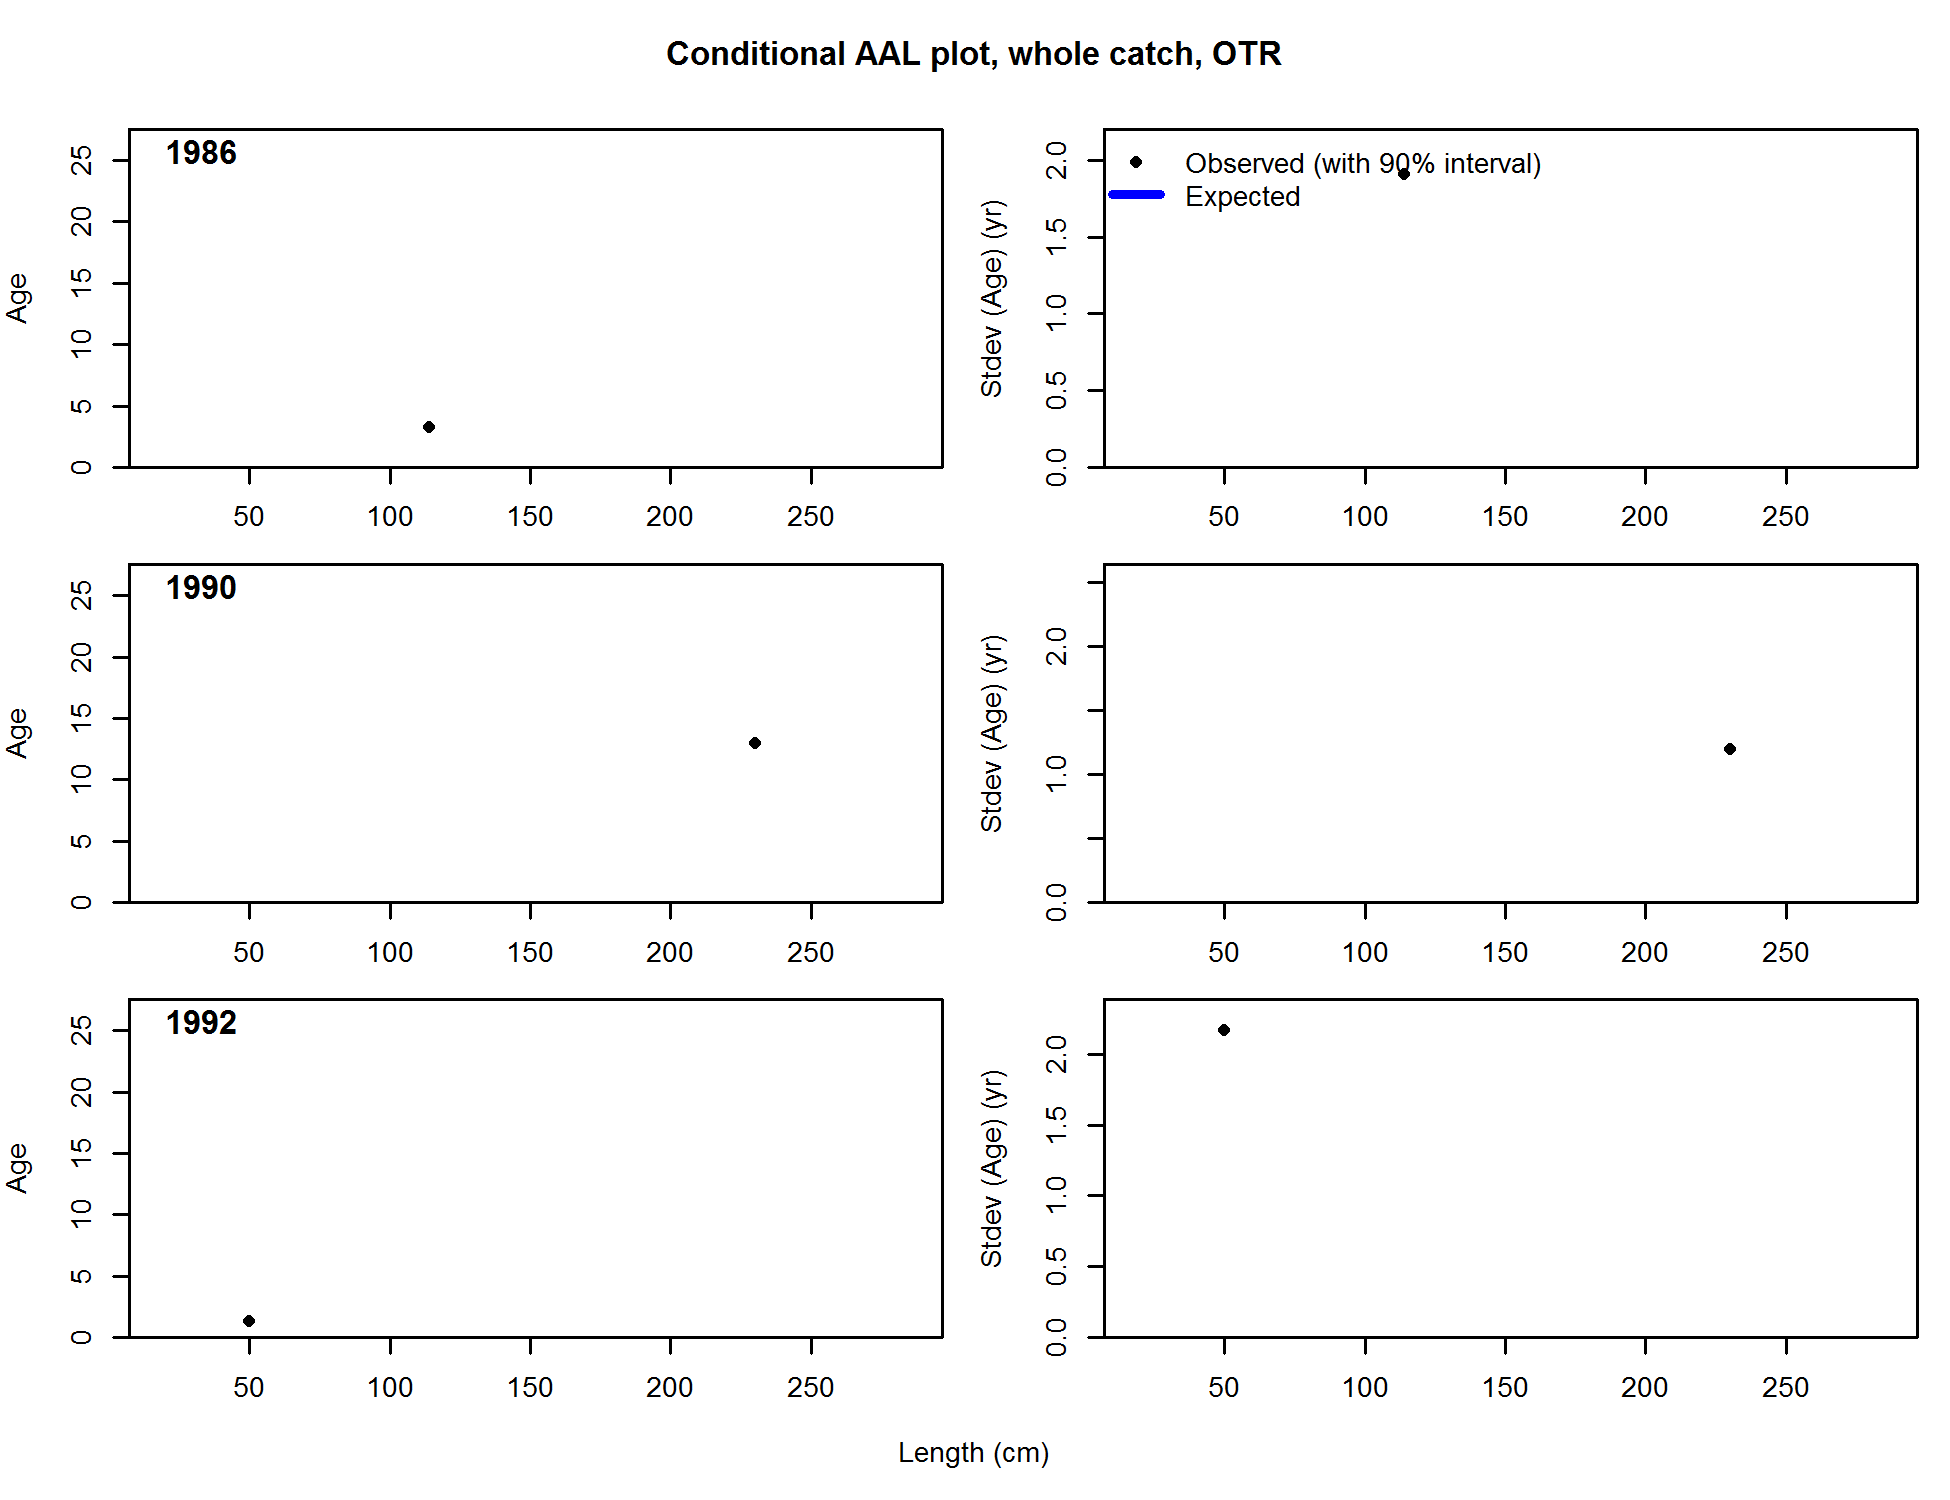 Conditional AAL plot, whole catch, OTR
1986
Age
0 5 10 15 20 25
50 100 150 200 250
Observed (with 90% interval)
Expected
Stdev (Age) (yr)
0.0 0.5 1.0 1.5 2.0
50 100 150 200 250
1990
Age
0 5 10 15 20 25
50 100 150 200 250
Stdev (Age) (yr)
0.0 1.0 2.0
50 100 150 200 250
1992
Age
0 5 10 15 20 25
50 100 150 200 250
Stdev (Age) (yr)
0.0 0.5 1.0 1.5 2.0
50 100 150 200 250
Length (cm)